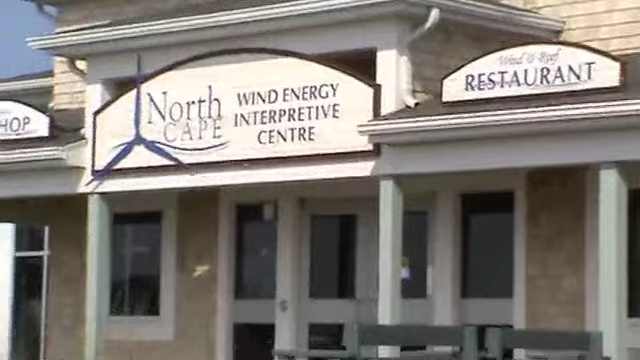 HOP
North
CAPE
WIND ENERGY
INTERPRETIVE
CENTRE
Wind & Reef
RESTAURANT